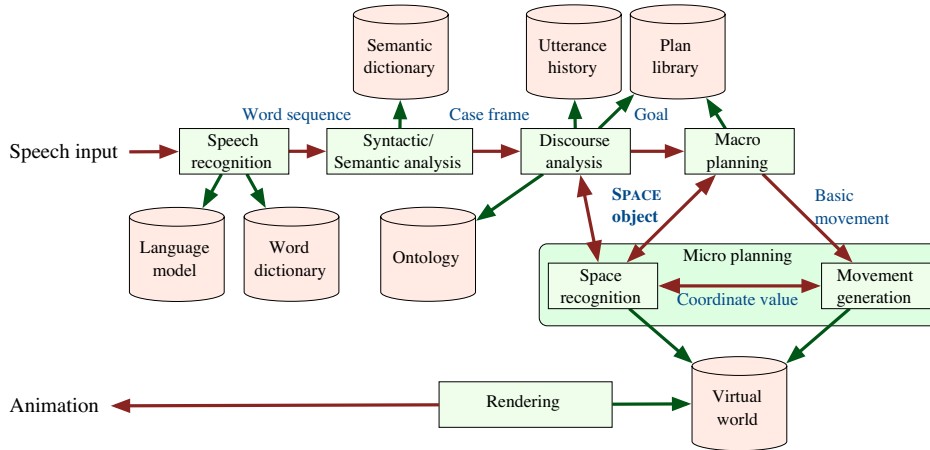 Semantic
dictionary
Utterance
history
Plan
library
Word sequence
Case frame
Goal
Speech input
Speech
recognition
Syntactic/
Semantic analysis
Discourse
analysis
Macro
planning
SPACE
object
Basic
movement
Language
model
Word
dictionary
Ontology
Micro planning
Space
recognition
Coordinate value
Movement
generation
Animation
Rendering
Virtual
world